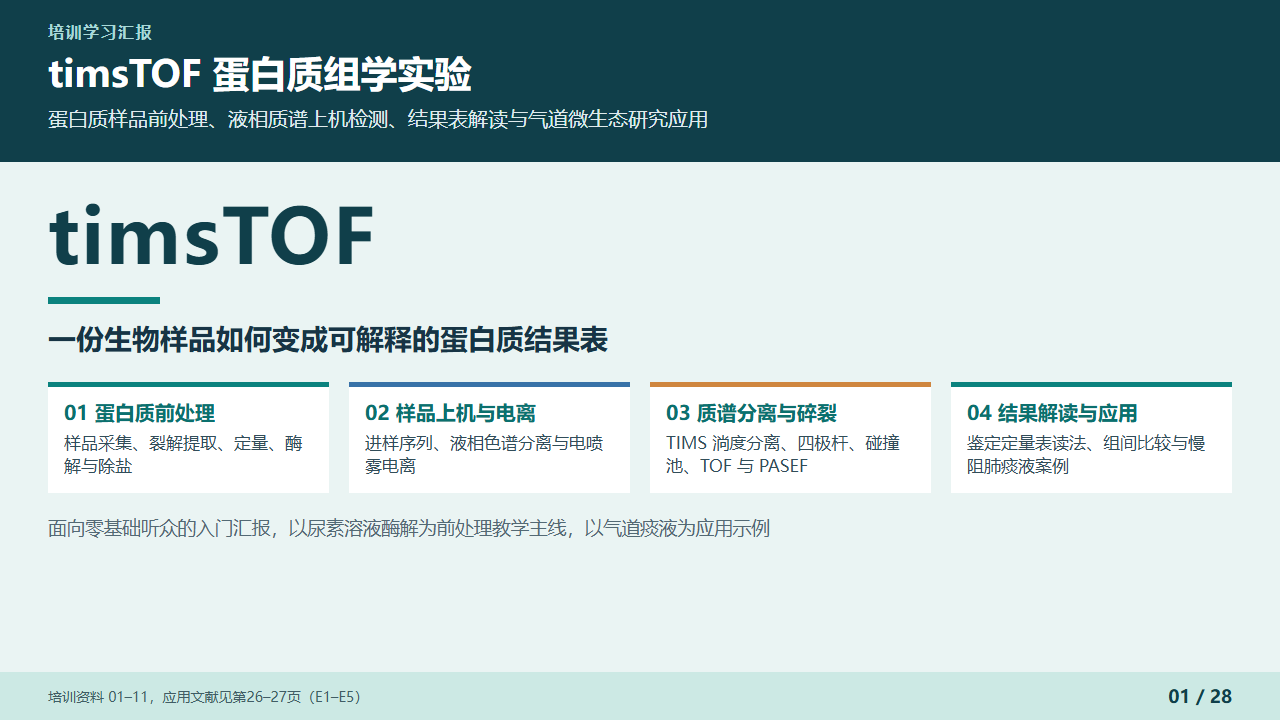 培训学习汇报
timsTOF 蛋白质组学实验
蛋白质样品前处理、液相质谱上机检测、结果表解读与气道微生态研究应用
timsTOF
一份生物样品如何变成可解释的蛋白质结果表
01 蛋白质前处理
样品采集、裂解提取、定量、酶
解与除盐
02 样品上机与电离
进样序列、液相色谱分离与电喷
雾电离
03 质谱分离与碎裂
TIMS 淌度分离、四极杆、碰撞
池、TOF 与 PASEF
04 结果解读与应用
鉴定定量表读法、组间比较与慢
阻肺痰液案例
面向零基础听众的入门汇报，以尿素溶液酶解为前处理教学主线，以气道痰液为应用示例
培训资料 01–11，应用文献见第26–27页（E1–E5）
01 / 28